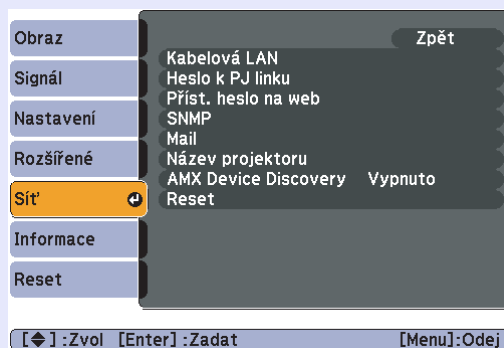 Obraz
Signál
Nastavení
Rozšířené
Síť
Informace
Reset
Zpět
Kabelová LAN
Heslo k PJ linku
Příst. heslo na web
SNMP
Mail
Název projektoru
AMX Device Discovery Vypnuto
Reset
[◆] :Zvol [Enter] :Zadat [Menu]:Odej